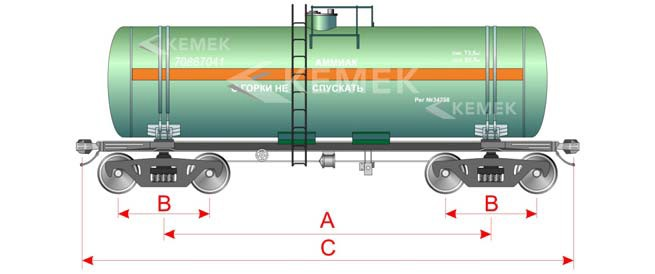 KEMEK
70867041
АММИАК
KEMEK
С ГОРКИ НЕ СПУСКАТЬ
KEMEK
Рег №34758
B
B
A
C